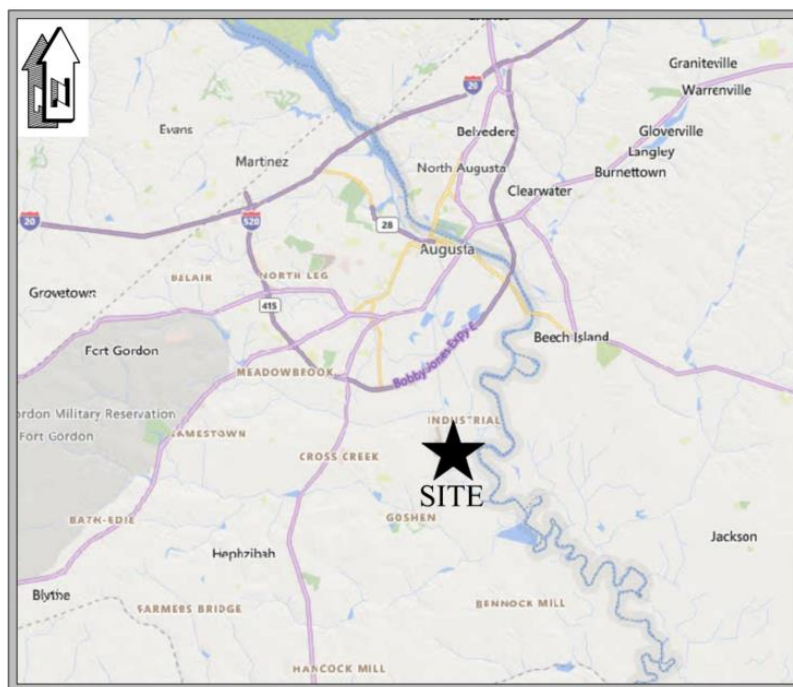 N
20
Graniteville
Warrenville
Evans
Belvedere
Gloverville
Langley
Martinez
North Augusta
Burnettown
Clearwater
20
520
28
Augusta
BELAIR
NORTH LEG
Grovetown
415
Beech Island
Fort Gordon
Bobby Jones Expy E
MEADOWBROOK
ordon Military Reservation
Fort Gordon
INDUSTRIAL
JAMESTOWN
CROSS CREEK
SITE
BATH-EDIE
GOSHEN
Jackson
Hephzibah
Blythe
FARMERS BRIDGE
BENNOCK MILL
HANCOCK MILL